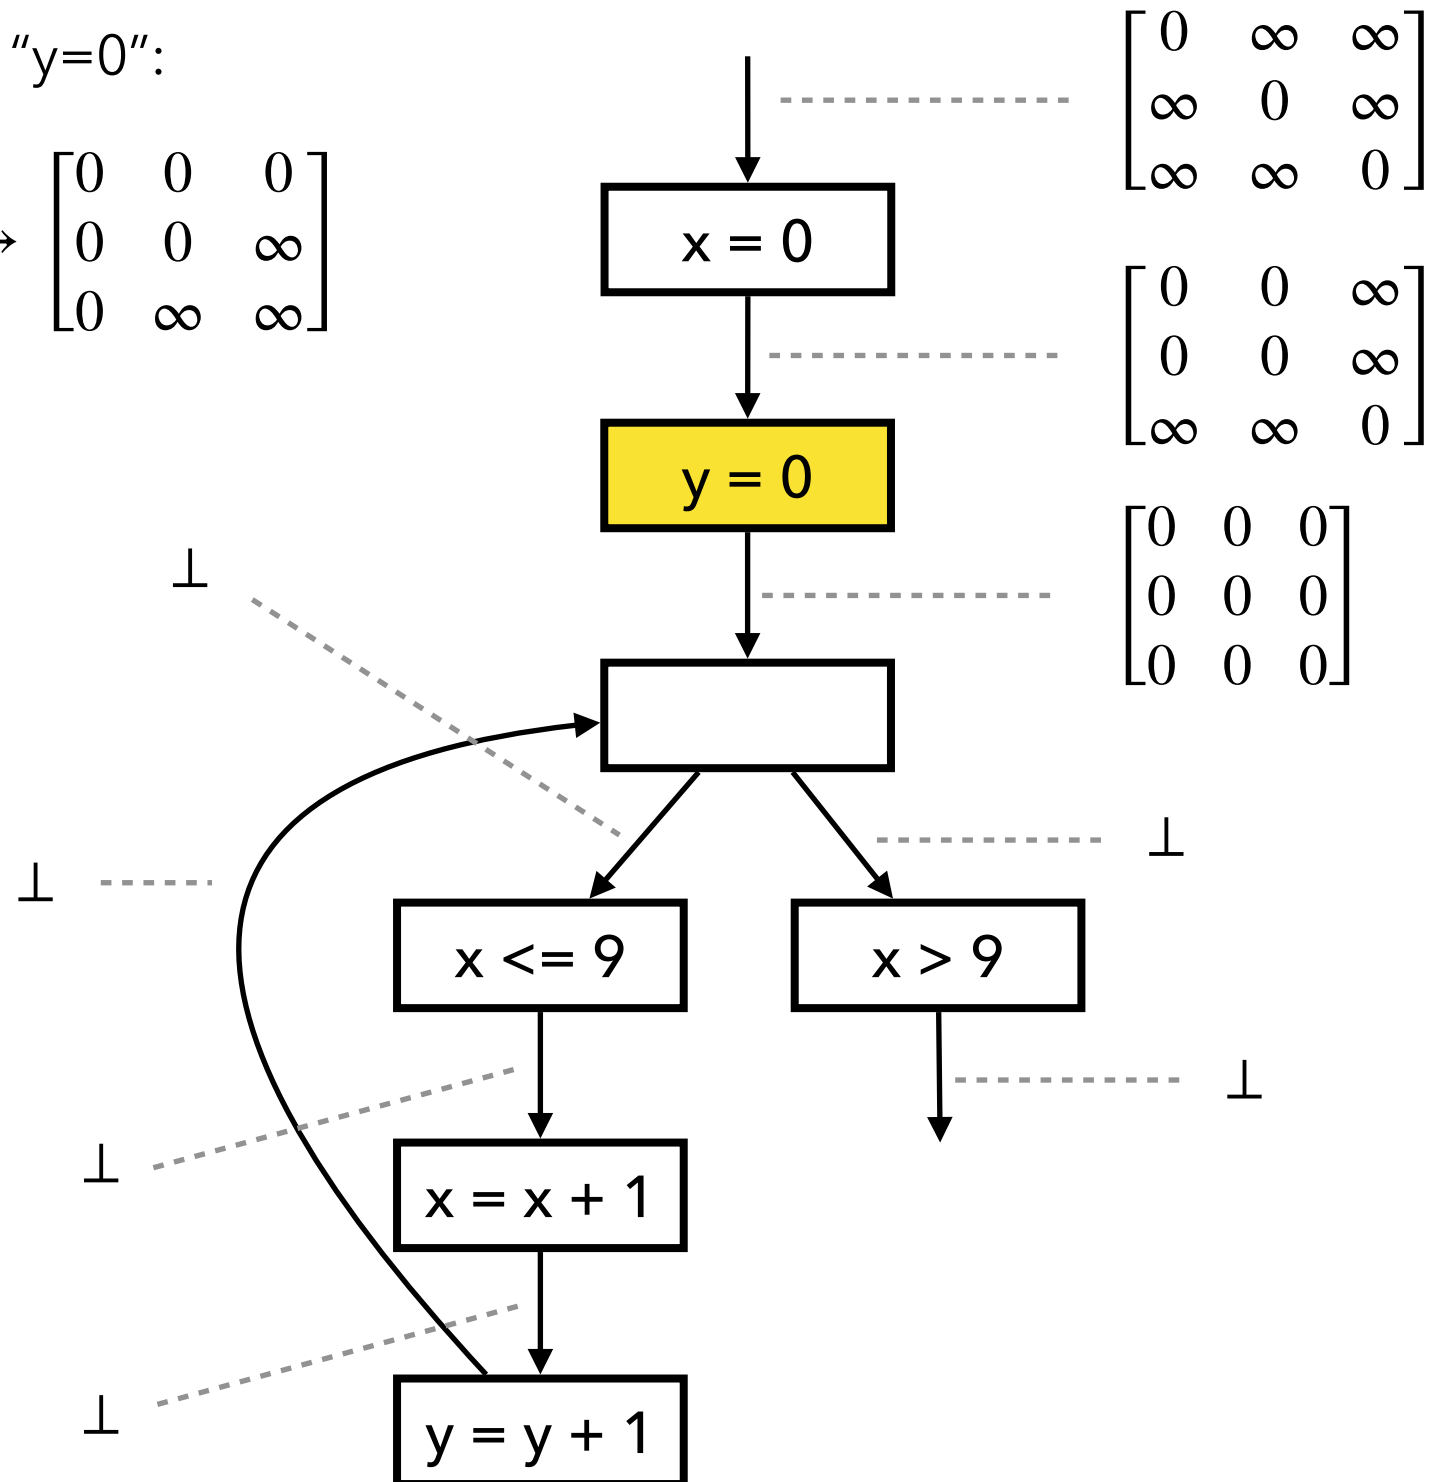 “y=0”:
→ [0 0 0
0 0 ∞
0 ∞ ∞]
[0 ∞ ∞
∞ 0 ∞
∞ ∞ 0]
x = 0
[0 0 ∞
0 0 ∞
∞ ∞ 0]
y = 0
[0 0 0
0 0 0
0 0 0]
⊥
⊥
⊥
x <= 9
x > 9
⊥
⊥
x = x + 1
⊥
y = y + 1